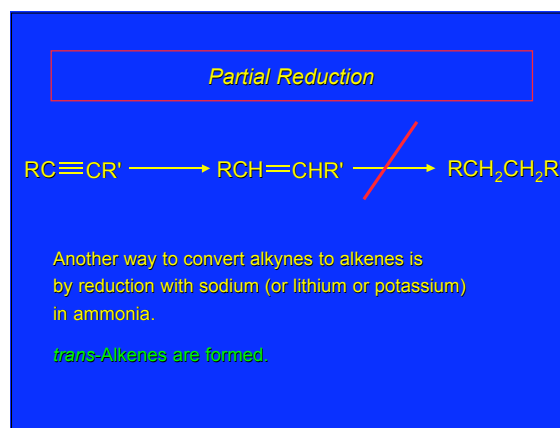 Partial Reduction
RC≡CR' RCH=CHR' RCH₂CH₂R
Another way to convert alkynes to alkenes is
by reduction with sodium (or lithium or potassium)
in ammonia.
trans-Alkenes are formed.